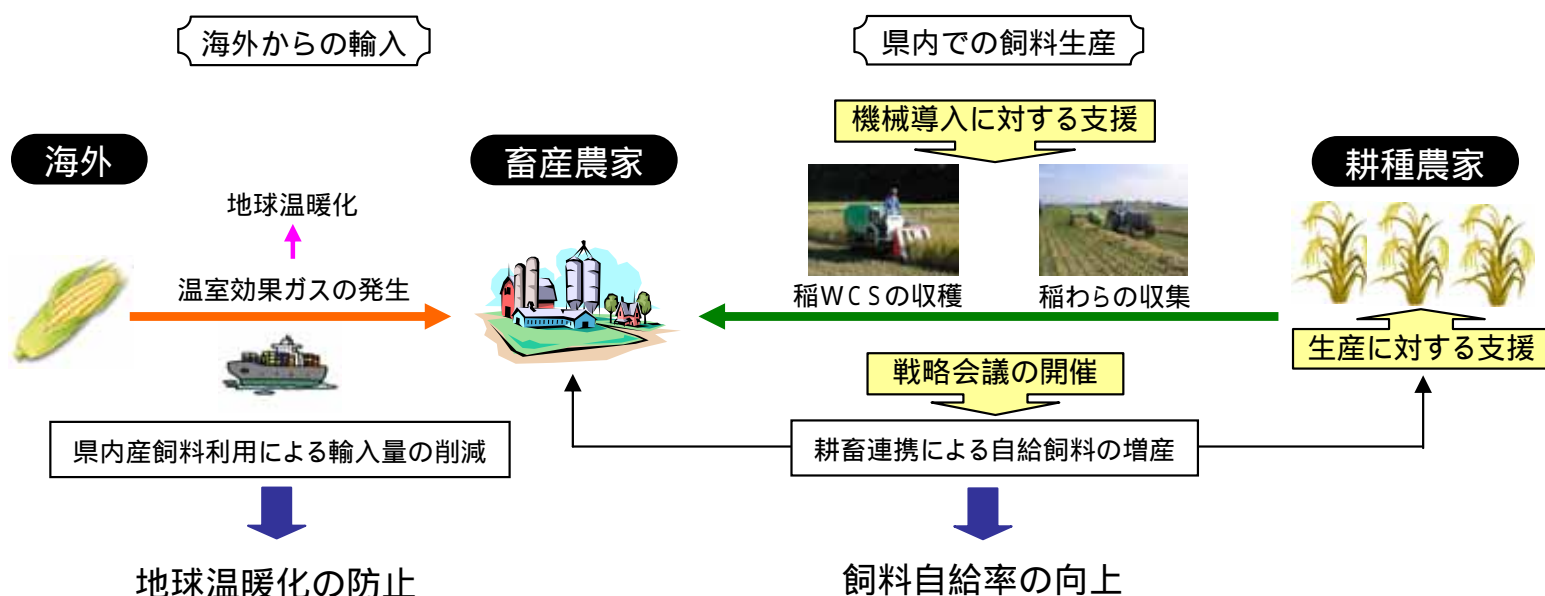 海外からの輸入
県内での飼料生産
機械導入に対する支援
海外
畜産農家
耕種農家
地球温暖化
温室効果ガスの発生
稲WCSの収穫
稲わらの収集
生産に対する支援
戦略会議の開催
県内産飼料利用による輸入量の削減
耕畜連携による自給飼料の増産
地球温暖化の防止
飼料自給率の向上